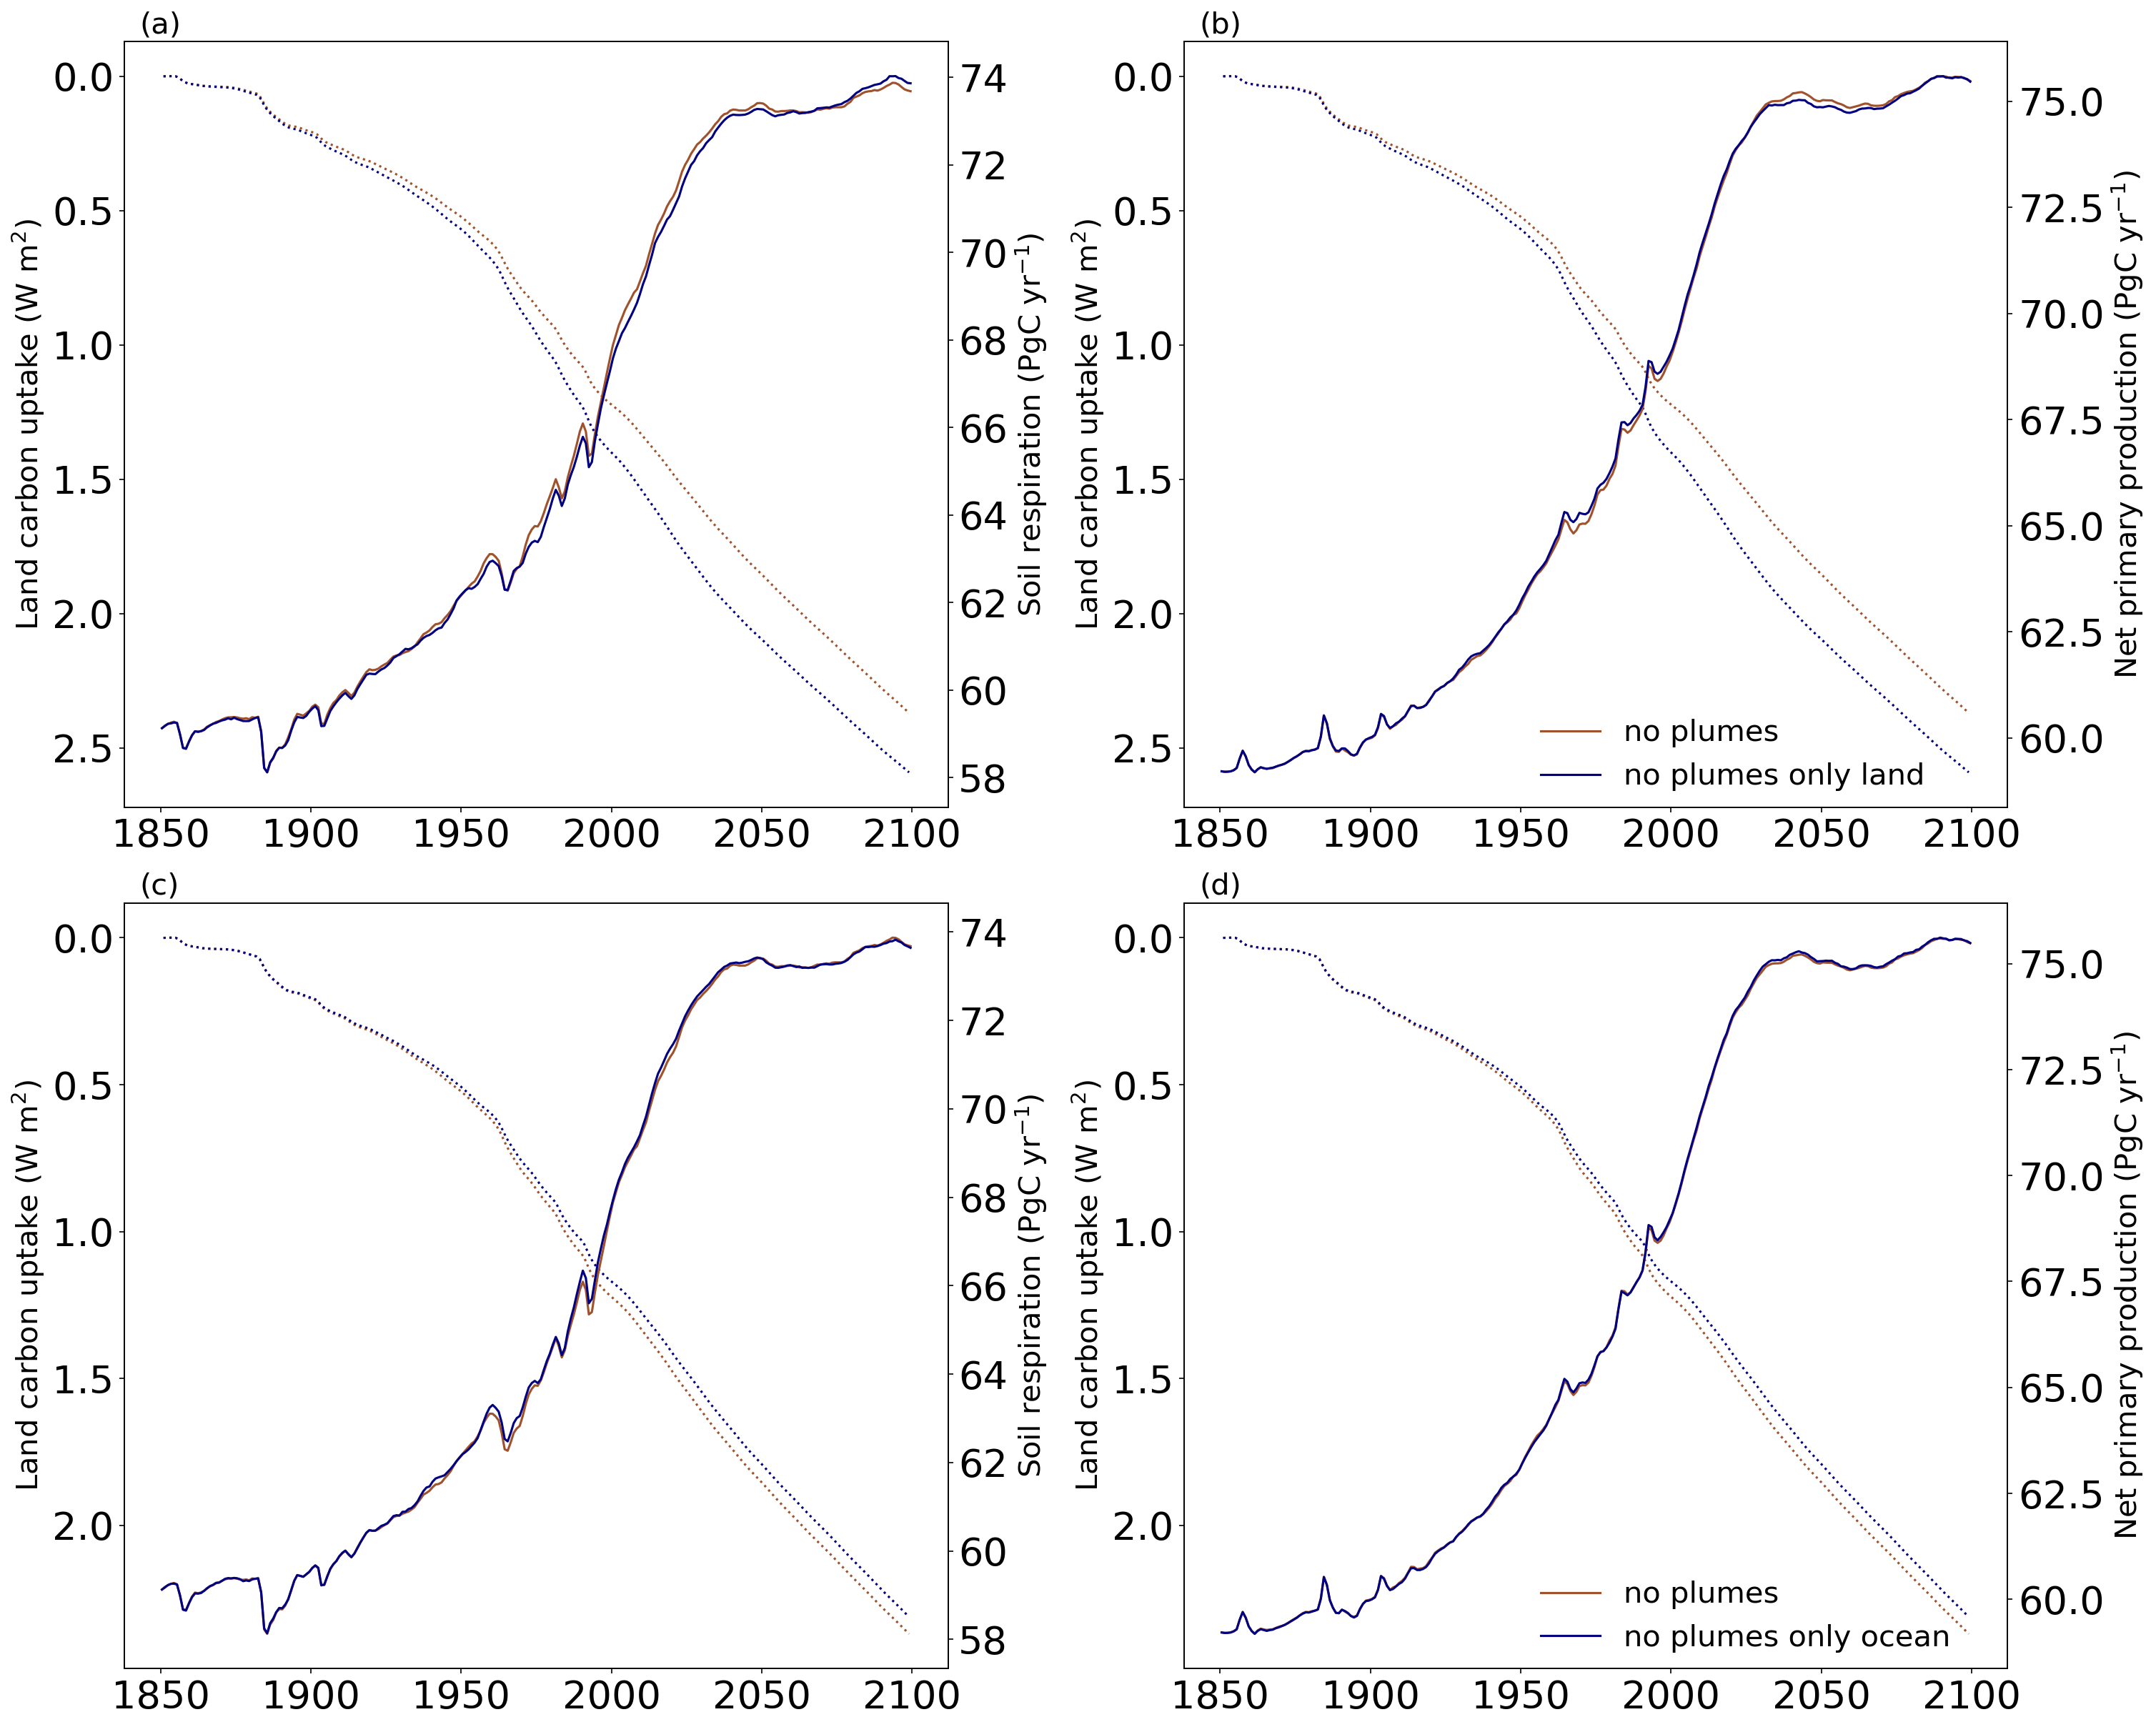 (a)
0.0
0.5
1.0
1.5
2.0
2.5
Land carbon uptake (W m²)
74
72
70
68
66
64
62
60
58
Soil respiration (PgC yr⁻¹)
1850 1900 1950 2000 2050 2100
(b)
0.0
0.5
1.0
1.5
2.0
2.5
Land carbon uptake (W m²)
75.0
72.5
70.0
67.5
65.0
62.5
60.0
Net primary production (PgC yr⁻¹)
no plumes
no plumes only land
1850 1900 1950 2000 2050 2100
(c)
0.0
0.5
1.0
1.5
2.0
Land carbon uptake (W m²)
74
72
70
68
66
64
62
60
58
Soil respiration (PgC yr⁻¹)
1850 1900 1950 2000 2050 2100
(d)
0.0
0.5
1.0
1.5
2.0
Land carbon uptake (W m²)
75.0
72.5
70.0
67.5
65.0
62.5
60.0
Net primary production (PgC yr⁻¹)
no plumes
no plumes only ocean
1850 1900 1950 2000 2050 2100